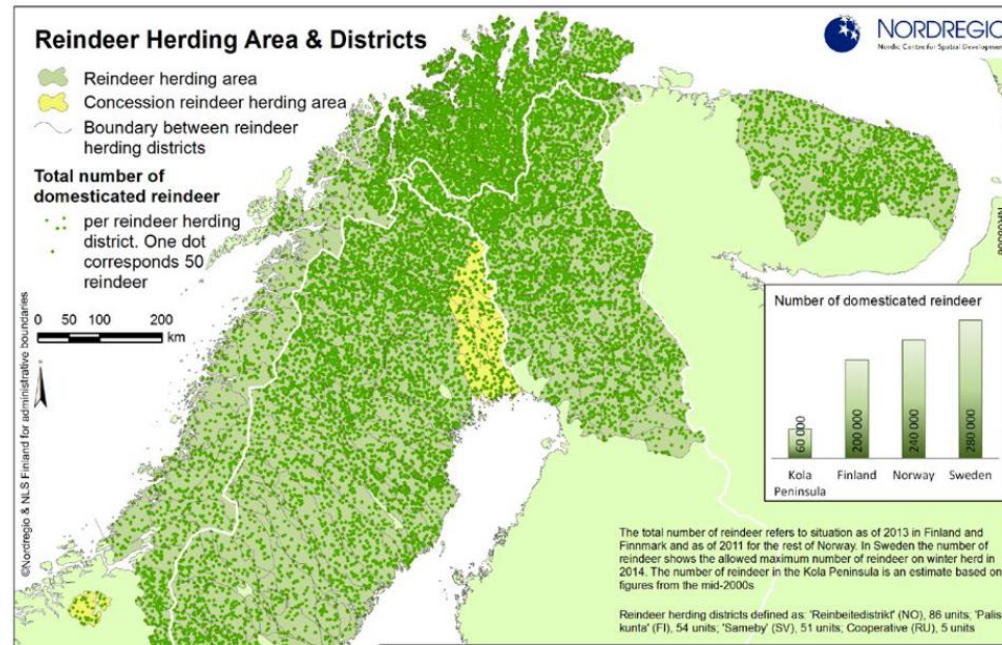 Reindeer Herding Area & Districts
Reindeer herding area
Concession reindeer herding area
Boundary between reindeer
herding districts
Total number of
domesticated reindeer
per reindeer herding
district. One dot
corresponds 50
reindeer
0 50 100 200
km
©Nordregio & NLS Finland for administrative boundaries
NORDREGIO
Nordic Centre for Spatial Development
Number of domesticated reindeer
60 000
200 000
240 000
280 000
Kola
Peninsula
Finland
Norway
Sweden
The total number of reindeer refers to situation as of 2013 in Finland and
Finnmark and as of 2011 for the rest of Norway. In Sweden the number of
reindeer shows the allowed maximum number of reindeer on winter herd in
2014. The number of reindeer in the Kola Peninsula is an estimate based on
figures from the mid-2000s
Reindeer herding districts defined as: 'Reinbeitedistrikt' (NO), 86 units; 'Palis
kunta' (FI), 54 units; 'Sameby' (SV), 51 units; Cooperative (RU), 5 units